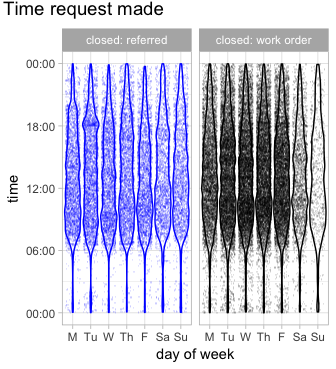 Time request made
closed: referred
closed: work order
00:00
18:00
12:00
06:00
00:00
time
M Tu W Th F Sa Su
M Tu W Th F Sa Su
day of week